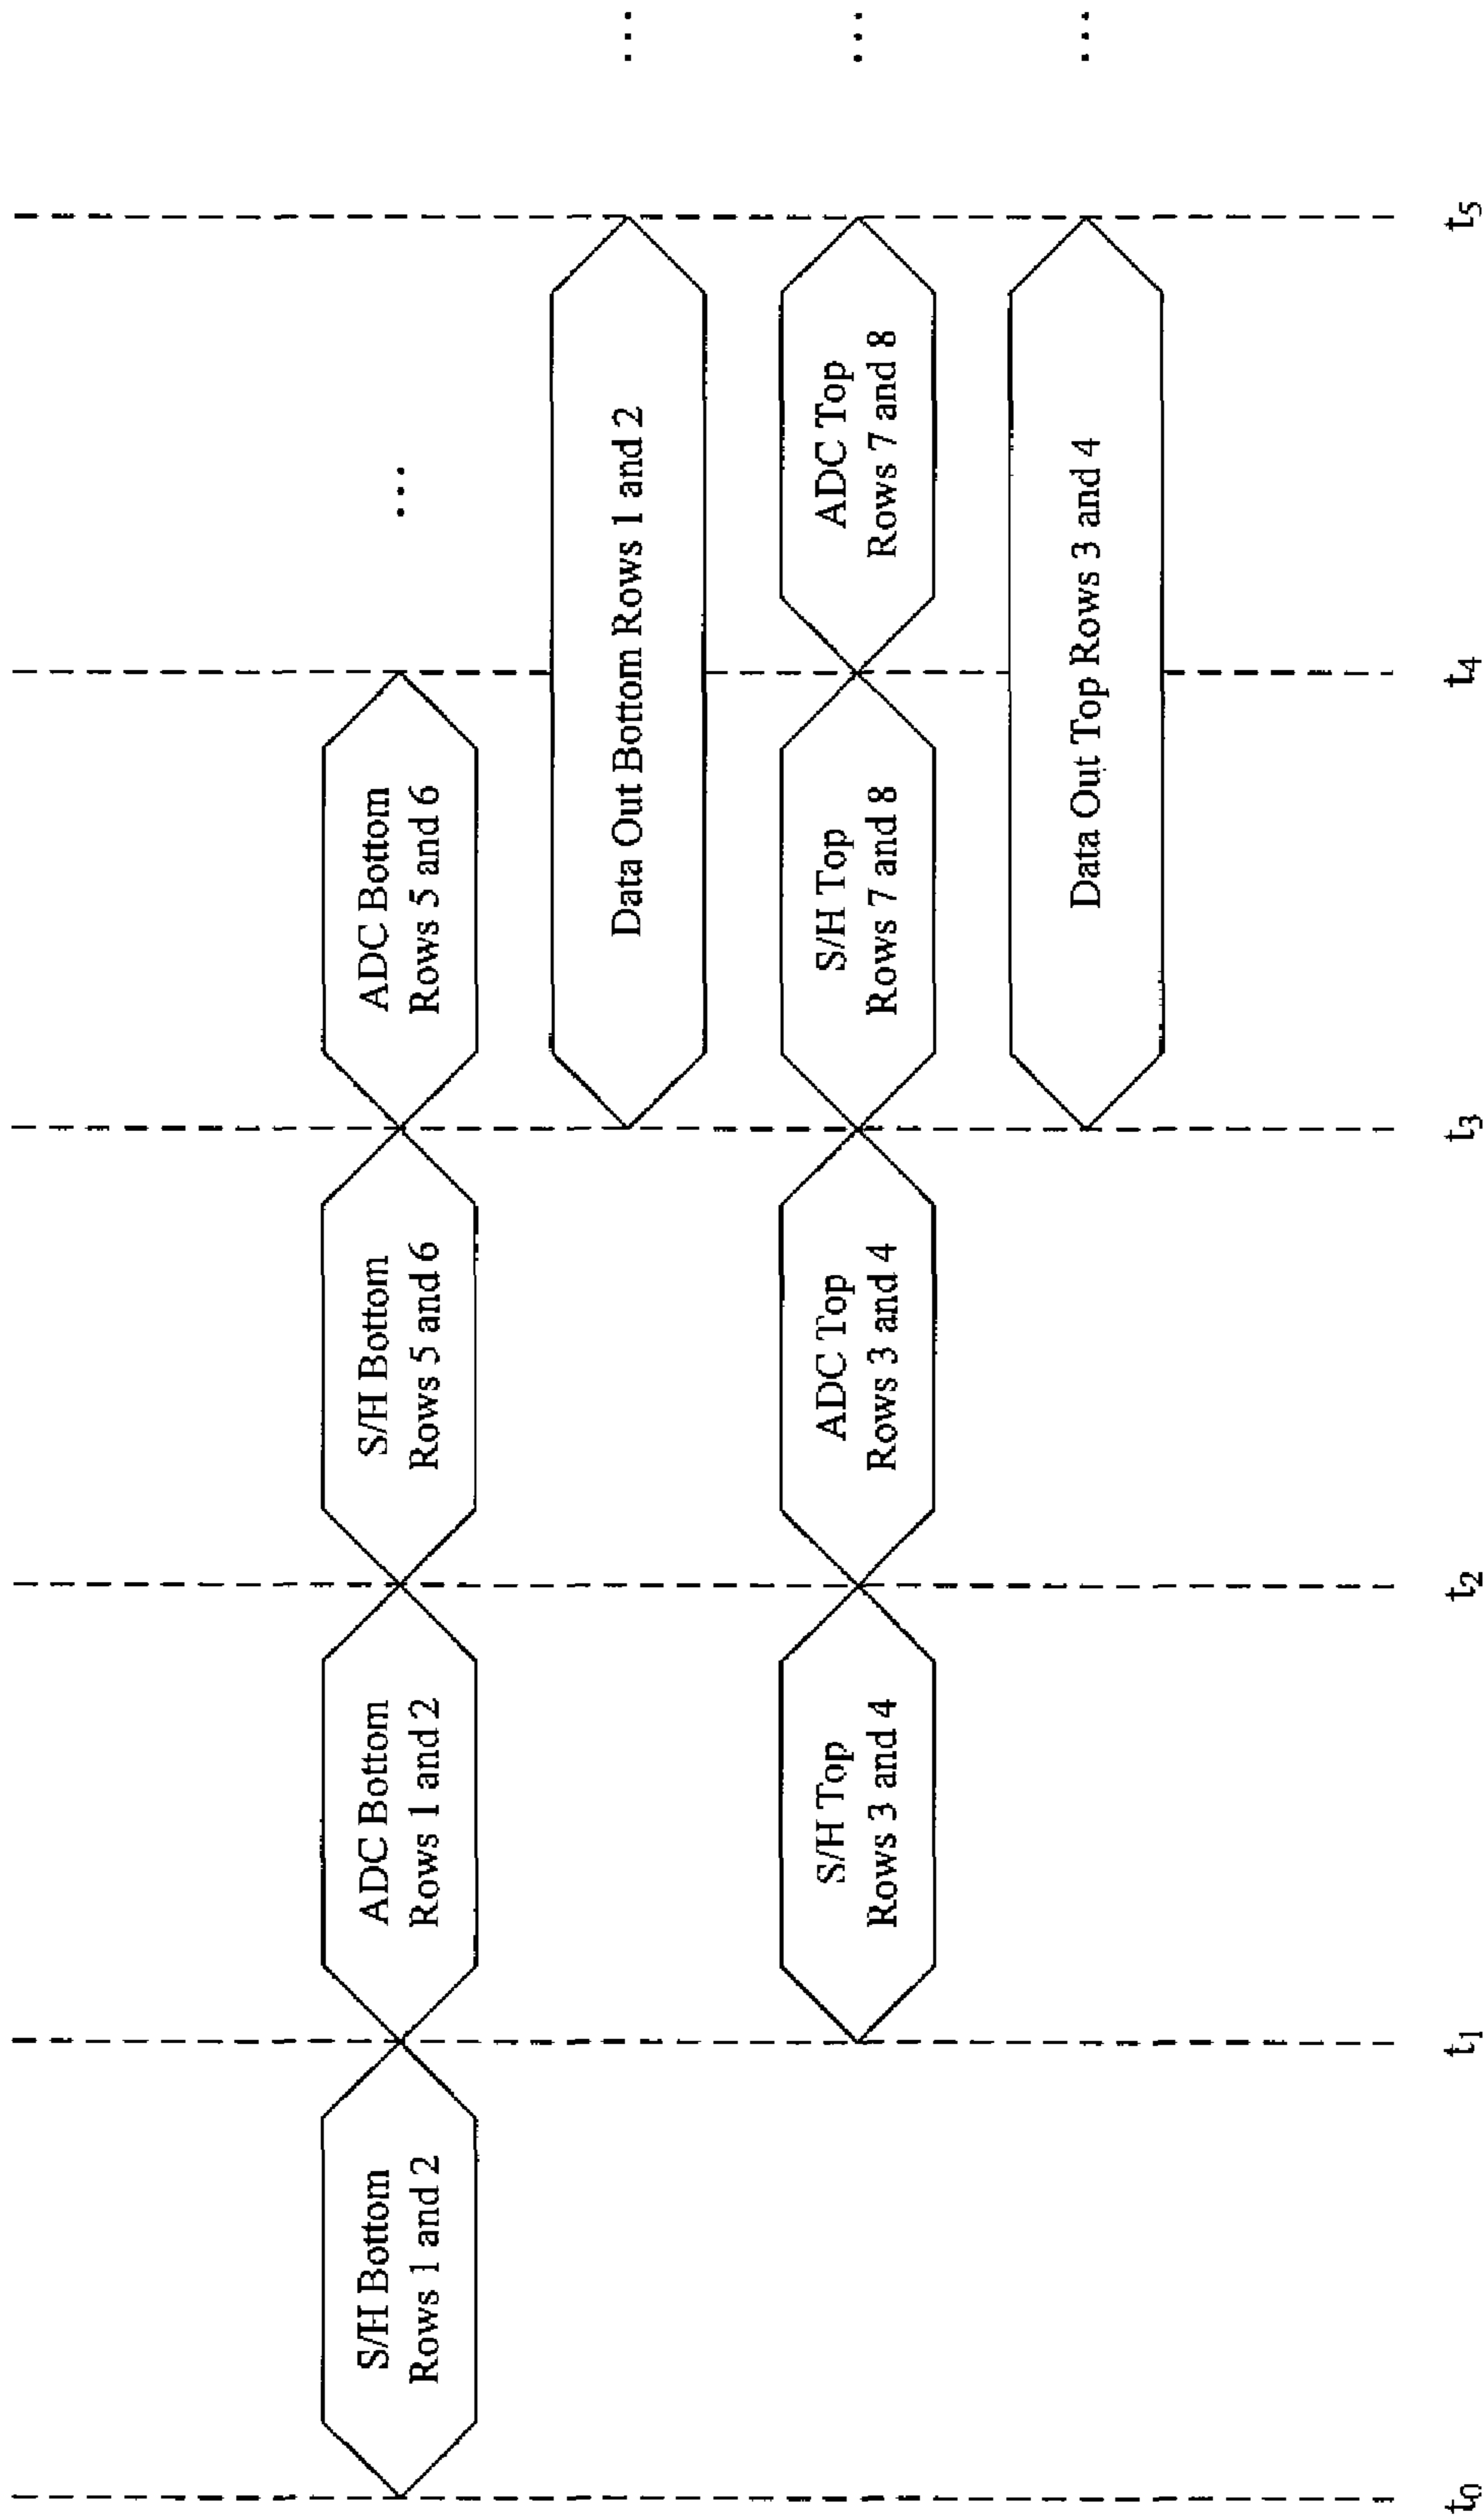 S/H Bottom
Rows 1 and 2
ADC Bottom
Rows 1 and 2
S/H Bottom
Rows 5 and 6
ADC Bottom
Rows 5 and 6
...
Data Out Bottom Rows 1 and 2
...
S/H Top
Rows 3 and 4
ADC Top
Rows 3 and 4
S/H Top
Rows 7 and 8
ADC Top
Rows 7 and 8
...
Data Out Top Rows 3 and 4
...
t0
t1
t2
t3
t4
t5